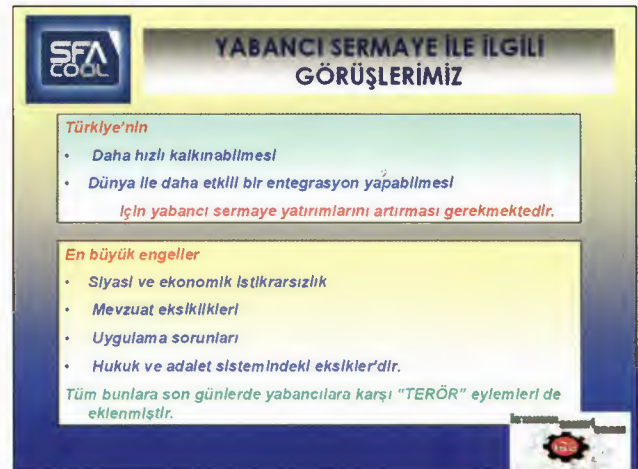 SFA
COOL
YABANCI SERMAYE İLE İLGİLİ
GÖRÜŞLERİMİZ
Türkiye'nin
• Daha hızlı kalkınabilmesi
• Dünya ile daha etkili bir entegrasyon yapabilmesi
için yabancı sermaye yatırımlarını artırması gerekmektedir.
En büyük engeller
• Siyasi ve ekonomik istikrarsızlık
• Mevzuat eksiklikleri
• Uygulama sorunları
• Hukuk ve adalet sistemindeki eksikler'dir.
Tüm bunlara son günlerde yabancılara karşı "TERÖR" eylemleri de
eklenmiştir.